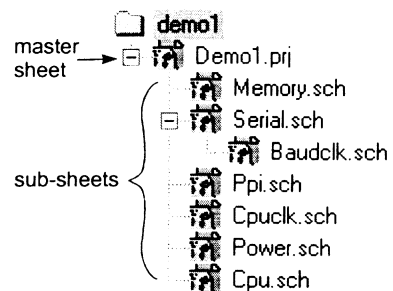 demo1
master
sheet
Demo1.prj
Memory.sch
Serial.sch
Baudclk.sch
sub-sheets
Ppi.sch
Cpuclk.sch
Power.sch
Cpu.sch